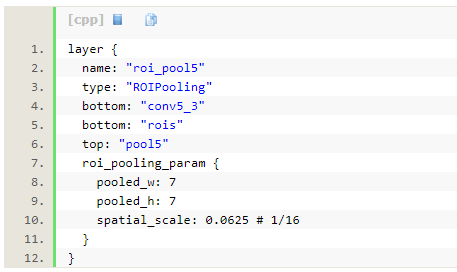 [cpp]
1. layer {
2.   name: "roi_pool5"
3.   type: "ROIPooling"
4.   bottom: "conv5_3"
5.   bottom: "rois"
6.   top: "pool5"
7.   roi_pooling_param {
8.     pooled_w: 7
9.     pooled_h: 7
10.     spatial_scale: 0.0625 # 1/16
11.   }
12. }